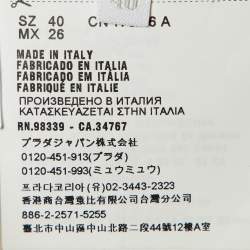 SZ 40
MX 26
MADE IN ITALY
FABRICADO EN ITALIA
FABRICADO EM ITÁLIA
FABRIQUÉ EN ITALIE
ПРОИЗВЕДЕНО В ИТАЛИЯ
ΚΑΤΑΣΚΕΥΑΖΕΤΑΙ ΣΤΗΝ ΙΤΑΛΙΑ
RN.98339 - CA.34767
プラダジャパン株式会社
0120-451-913(プラダ)
0120-451-993(ミュウミュウ)
프라다코리아(유) 02-3443-2323
香港商台灣
股份有限公司台灣分公司
886-2-2571-5255
臺北市中山區中山北路二段44號12樓A